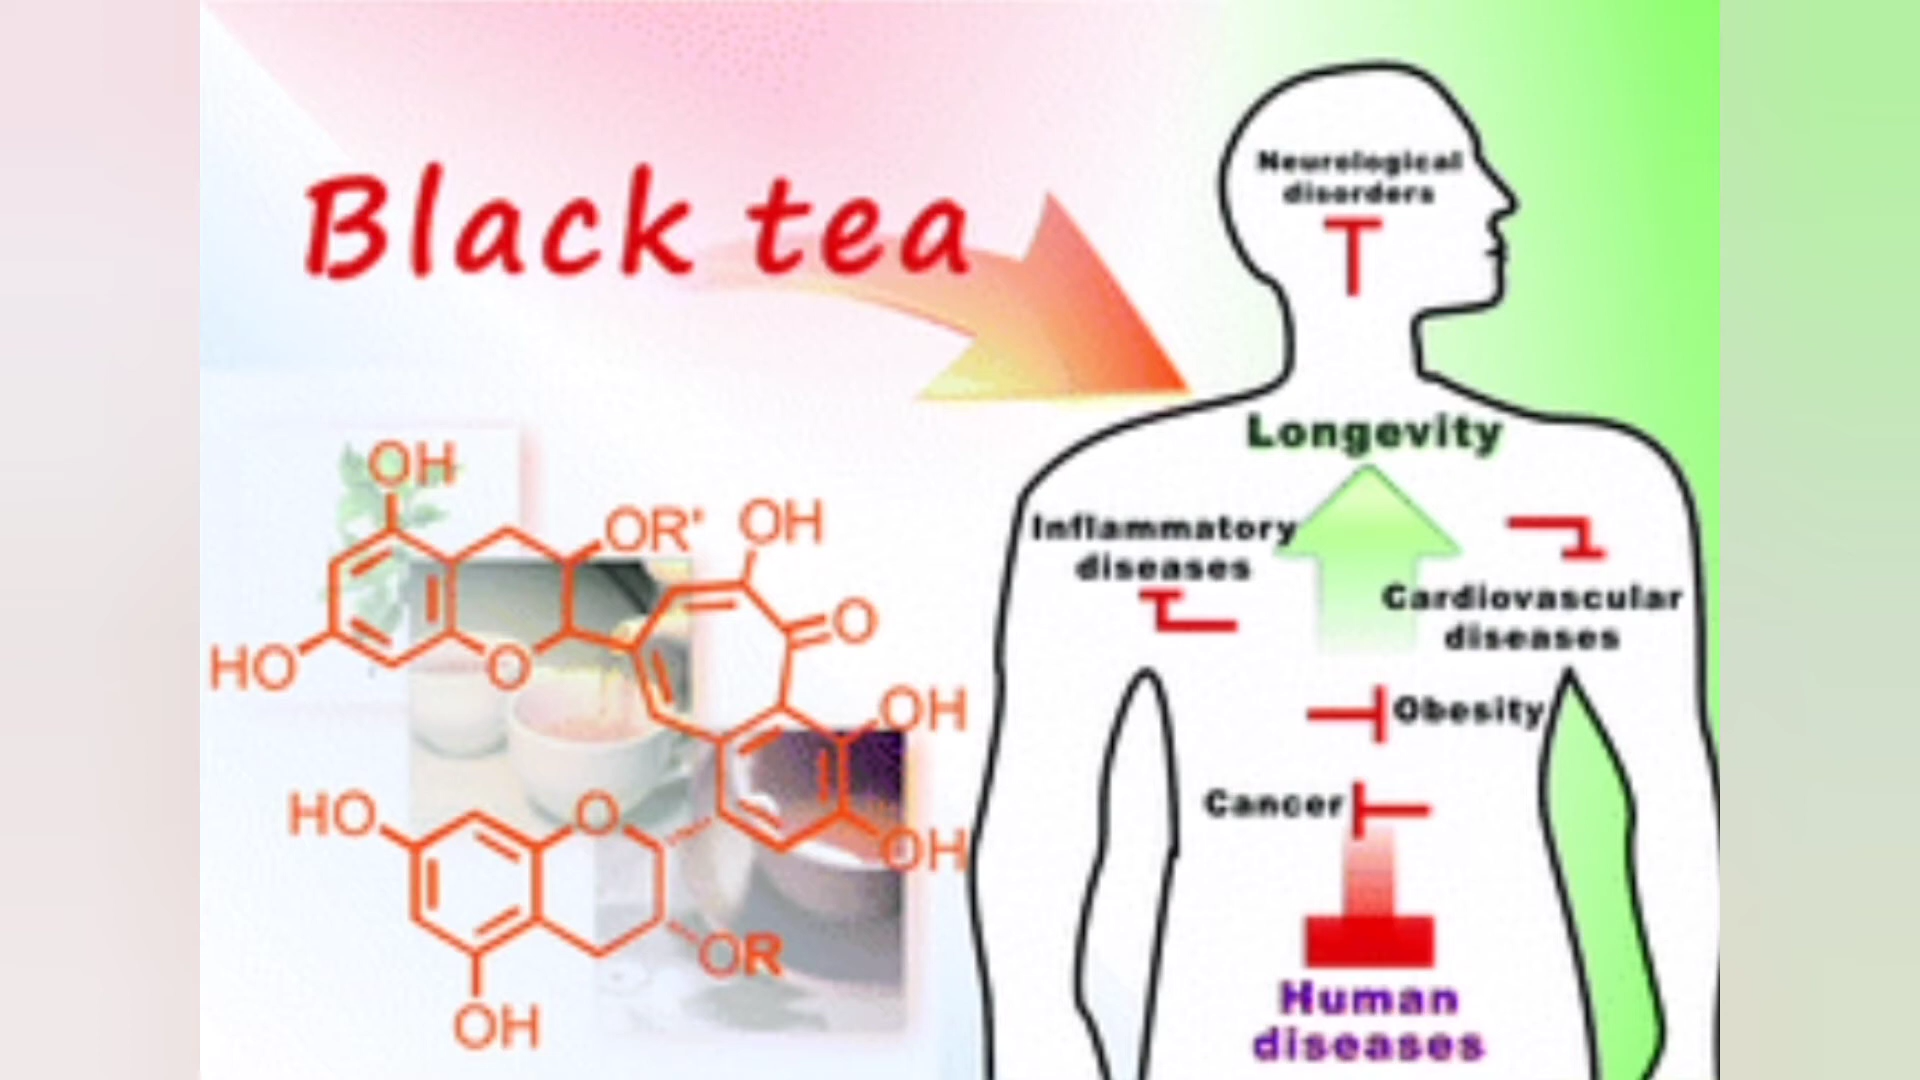 Black tea
Neurological
disorders
Longevity
Inflammatory
diseases
Cardiovascular
diseases
Obesity
Cancer
Human
diseases
OH
OR'
OH
O
HO
O
OH
HO
O
OH
OR
OH